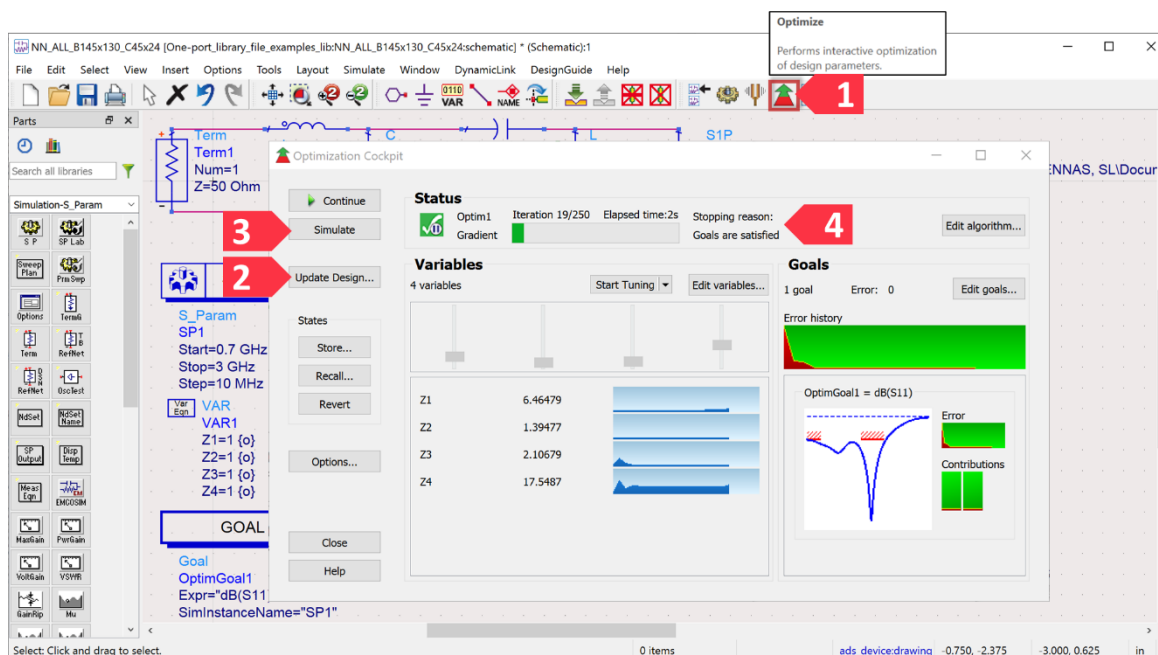 Optimize
Performs interactive optimization
of design parameters.
NN_ALL_B145x130_C45x24 [One-port_library_file_examples_lib:NN_ALL_B145x130_C45x24:schematic] * (Schematic):1
File Edit Select View Insert Options Tools Layout Simulate Window DynamicLink DesignGuide Help
0110
VAR
NAME
1
Parts
Search all libraries
Simulation-S_Param
S P
SP Lab
Sweep
Plan
Prm Swp
Options
TermG
Term
RefNet
RefNet
OscTest
NdSet
NdSet
Name
SP
Output
Disp
Temp
Meas
Eqn
EM
EMCOSIM
MaxGain
PwrGain
VoltGain
VSWR
GainRip
Mu
Term
Term1
Num=1
Z=50 Ohm
C
L
S1P
ENNAS, SL\Docur
S_Param
SP1
Start=0.7 GHz
Stop=3 GHz
Step=10 MHz
Var
Eqn
VAR
VAR1
Z1=1 {o}
Z2=1 {o}
Z3=1 {o}
Z4=1 {o}
GOAL
Goal
OptimGoal1
Expr="dB(S11
SimInstanceName="SP1"
Optimization Cockpit
Continue
3
Simulate
2
Update Design...
States
Store...
Recall...
Revert
Options...
Close
Help
Status
Optim1
Gradient
Iteration 19/250 Elapsed time:2s
Stopping reason:
Goals are satisfied
4
Edit algorithm...
Variables
4 variables
Start Tuning
Edit variables...
Z1 6.46479
Z2 1.39477
Z3 2.10679
Z4 17.5487
Goals
1 goal Error: 0
Edit goals...
Error history
OptimGoal1 = dB(S11)
Error
Contributions
Select: Click and drag to select.
0 items
ads_device:drawing -0.750, -2.375 -3.000, 0.625 in